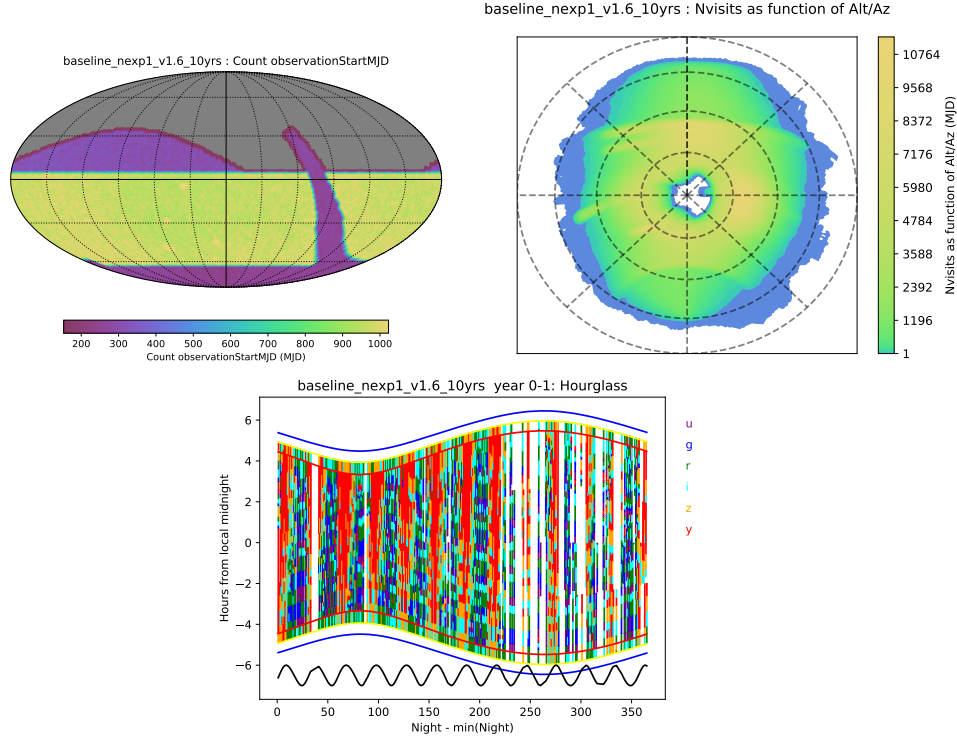 baseline_nexp1_v1.6_10yrs : Count observationStartMJD
200 300 400 500 600 700 800 900 1000
Count observationStartMJD (MJD)
baseline_nexp1_v1.6_10yrs : Nvisits as function of Alt/Az
10764
9568
8372
7176
5980
4784
3588
2392
1196
1
Nvisits as function of Alt/Az (MJD)
baseline_nexp1_v1.6_10yrs year 0-1: Hourglass
6
4
2
0
−2
−4
−6
Hours from local midnight
0 50 100 150 200 250 300 350
Night - min(Night)
u
g
r
i
z
y